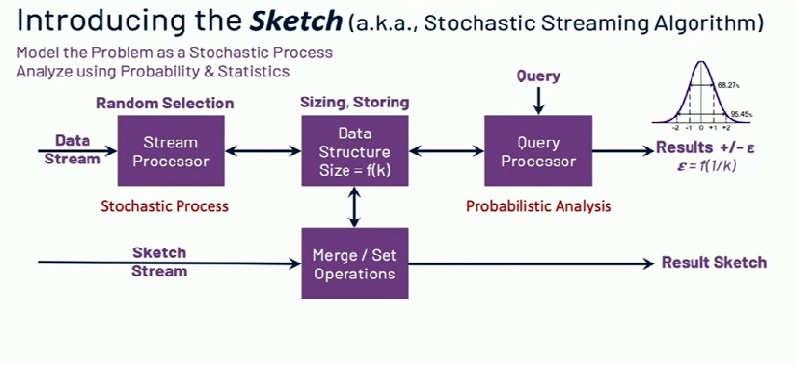 Introducing the Sketch (a.k.a., Stochastic Streaming Algorithm)
Model the Problem as a Stochastic Process
Analyze using Probability & Statistics
Random Selection
Sizing, Storing
Query
68.27%
95.45%
-2 -1 0 +1 +2
Data
Stream
Stream
Processor
Data
Structure
Size = f(k)
Query
Processor
Results +/- ε
ε = f(1/k)
Stochastic Process
Probabilistic Analysis
Sketch
Stream
Merge / Set
Operations
Result Sketch